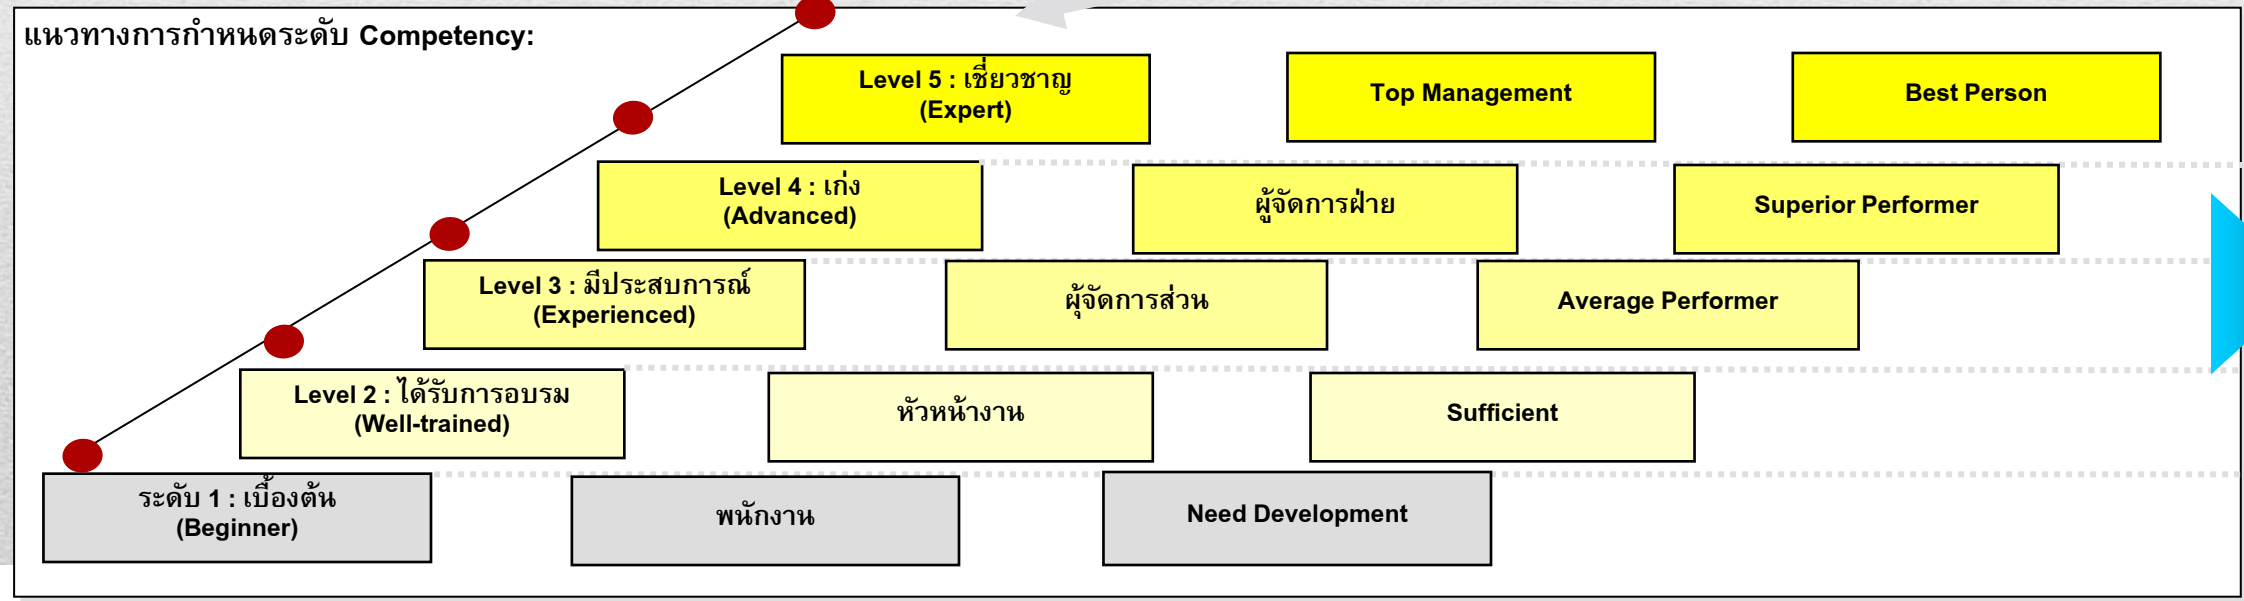 แนวทางการกำหนดระดับ Competency:
Level 5 : เชี่ยวชาญ
(Expert)
Top Management
Best Person
Level 4 : เก่ง
(Advanced)
ผู้จัดการฝ่าย
Superior Performer
Level 3 : มีประสบการณ์
(Experienced)
ผุ้จัดการส่วน
Average Performer
Level 2 : ได้รับการอบรม
(Well-trained)
หัวหน้างาน
Sufficient
ระดับ 1 : เบื้องต้น
(Beginner)
พนักงาน
Need Development